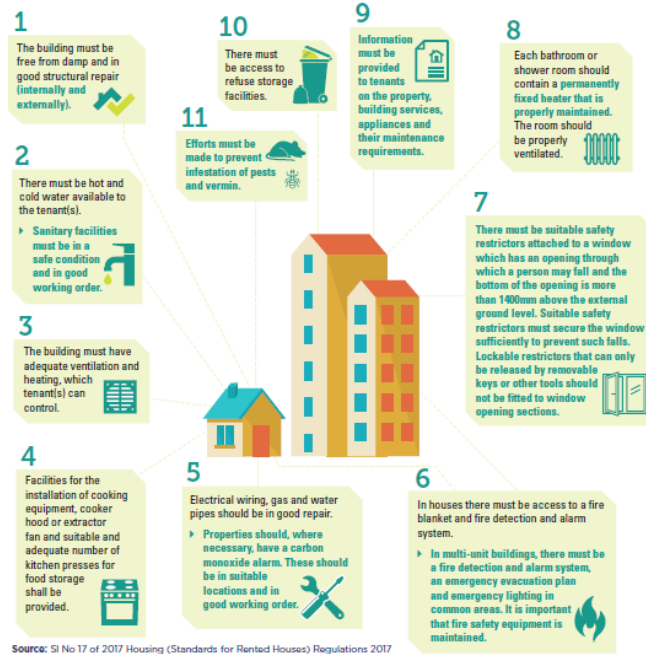 1
The building must be
free from damp and in
good structural repair
(internally and
externally).
2
There must be hot and
cold water available to
the tenant(s).
Sanitary facilities
must be in a
safe condition
and in good
working order.
3
The building must have
adequate ventilation and
heating, which
tenant(s) can
control.
4
Facilities for the
installation of cooking
equipment, cooker
hood or extractor
fan and suitable and
adequate number of
kitchen presses for
food storage
shall be
provided.
5
Electrical wiring, gas and water
pipes should be in good repair.
Properties should, where
necessary, have a carbon
monoxide alarm. These should
be in suitable
locations and in
good working order.
6
In houses there must be access to a fire
blanket and fire detection and alarm
system.
In multi-unit buildings, there must be
a fire detection and alarm system,
an emergency evacuation plan
and emergency lighting in
common areas. It is important
that fire safety equipment is
maintained.
7
There must be suitable safety
restrictors attached to a window
which has an opening through
which a person may fall and the
bottom of the opening is more
than 1400mm above the external
ground level. Suitable safety
restrictors must secure the window
sufficiently to prevent such falls.
Lockable restrictors that can only
be released by removable
keys or other tools should
not be fitted to window
opening sections.
8
Each bathroom or
shower room should
contain a permanently
fixed heater that is
properly maintained.
The room should
be properly
ventilated.
9
Information
must be
provided
to tenants
on the property,
building services,
appliances and
their maintenance
requirements.
10
There must
be access to
refuse storage
facilities.
11
Efforts must be
made to prevent
infestation of pests
and vermin.
Source: SI No 17 of 2017 Housing (Standards for Rented Houses) Regulations 2017